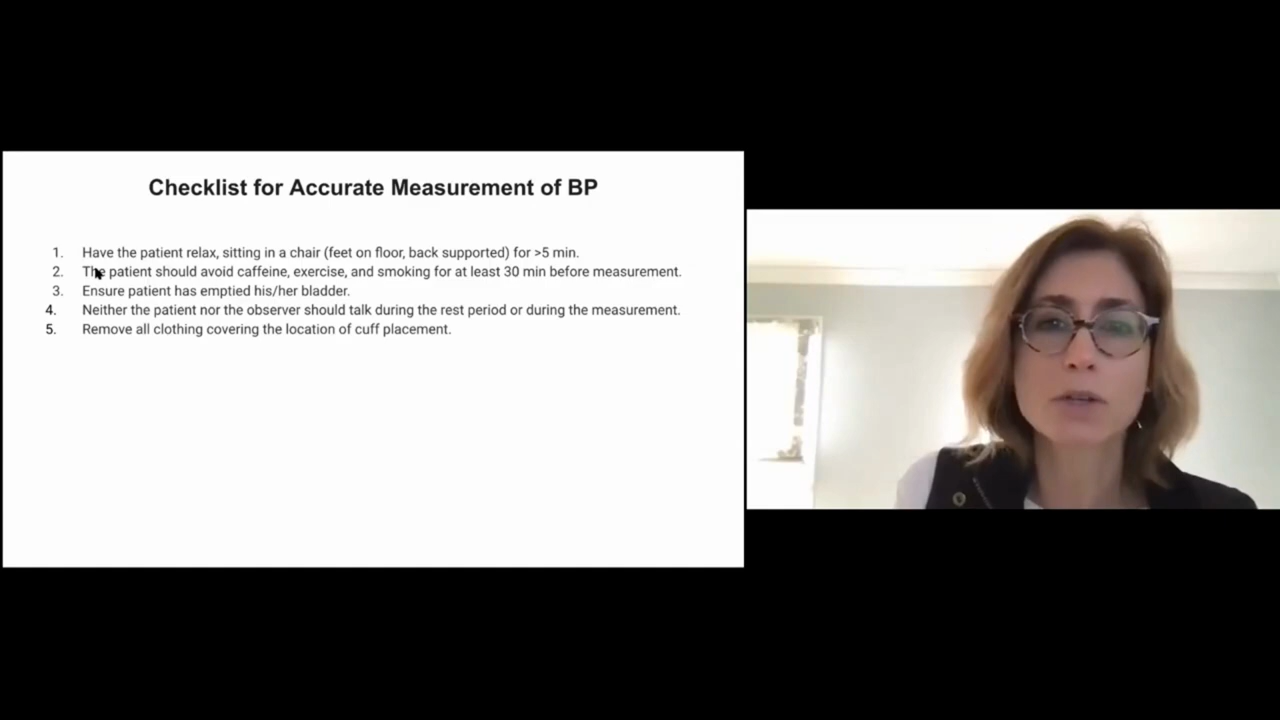 Checklist for Accurate Measurement of BP
1. Have the patient relax, sitting in a chair (feet on floor, back supported) for >5 min.
2. The patient should avoid caffeine, exercise, and smoking for at least 30 min before measurement.
3. Ensure patient has emptied his/her bladder.
4. Neither the patient nor the observer should talk during the rest period or during the measurement.
5. Remove all clothing covering the location of cuff placement.